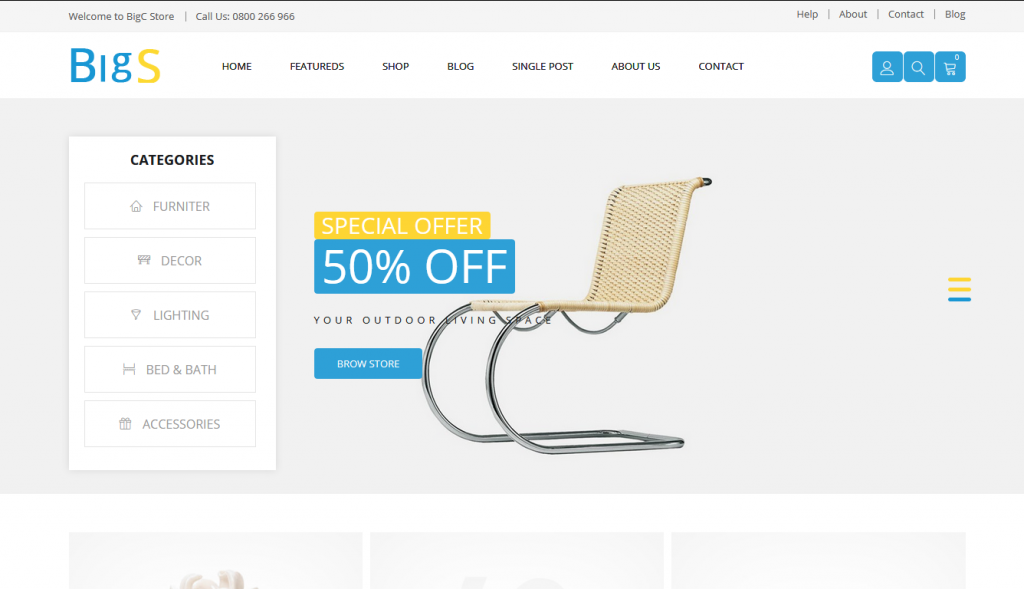 Welcome to BigC Store | Call Us: 0800 266 966
Help | About | Contact | Blog
BigS
HOME FEATUREDS SHOP BLOG SINGLE POST ABOUT US CONTACT
0
CATEGORIES
FURNITER
DECOR
LIGHTING
BED & BATH
ACCESSORIES
SPECIAL OFFER
50% OFF
YOUR OUTDOOR LIVING SPACE
BROW STORE